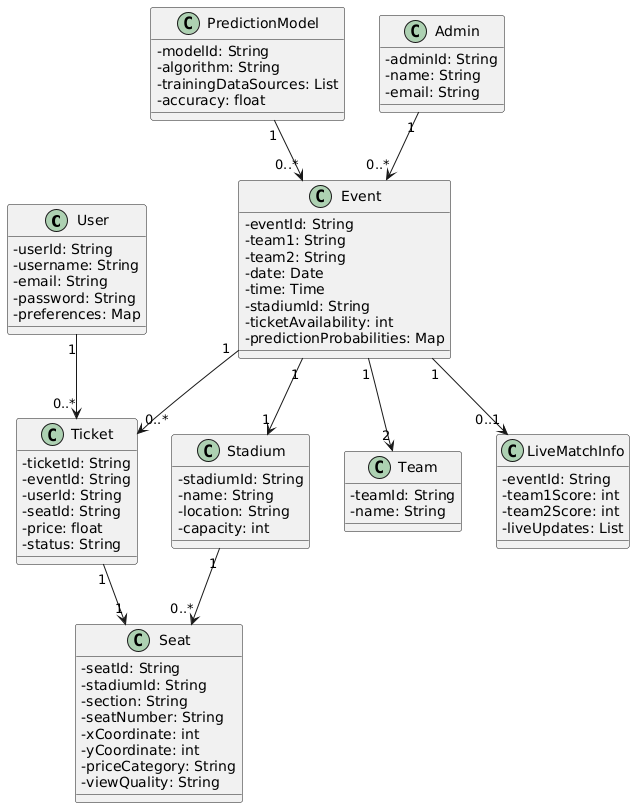 C PredictionModel
-modelId: String
-algorithm: String
-trainingDataSources: List
-accuracy: float
C Admin
-adminId: String
-name: String
-email: String
1
0..*
1
0..*
C Event
-eventId: String
-team1: String
-team2: String
-date: Date
-time: Time
-stadiumId: String
-ticketAvailability: int
-predictionProbabilities: Map
C User
-userId: String
-username: String
-email: String
-password: String
-preferences: Map
1
0..*
1
0..*
1
1
1
2
1
0..1
C Ticket
-ticketId: String
-eventId: String
-userId: String
-seatId: String
-price: float
-status: String
C Stadium
-stadiumId: String
-name: String
-location: String
-capacity: int
C Team
-teamId: String
-name: String
C LiveMatchInfo
-eventId: String
-team1Score: int
-team2Score: int
-liveUpdates: List
1
1
1
0..*
C Seat
-seatId: String
-stadiumId: String
-section: String
-seatNumber: String
-xCoordinate: int
-yCoordinate: int
-priceCategory: String
-viewQuality: String